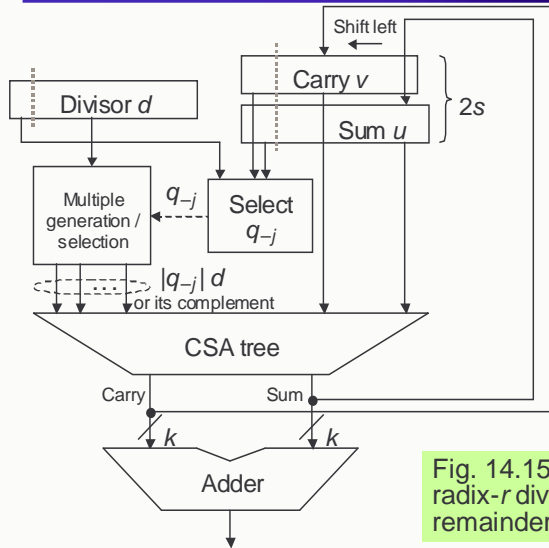 Shift left
Carry v
Divisor d
2s
Sum u
Multiple
generation /
selection
q–j
Select
q–j
. . .
|q–j| d
or its complement
CSA tree
Carry
Sum
k
k
Adder
Fig. 14.15
radix-r div
remainder